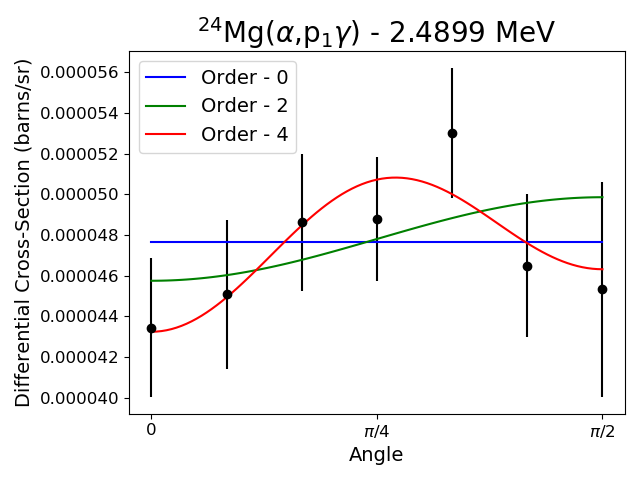 ²⁴Mg(α,p₁γ) - 2.4899 MeV
Differential Cross-Section (barns/sr)
0.000056
0.000054
0.000052
0.000050
0.000048
0.000046
0.000044
0.000042
0.000040
Order - 0
Order - 2
Order - 4
0
π/4
π/2
Angle